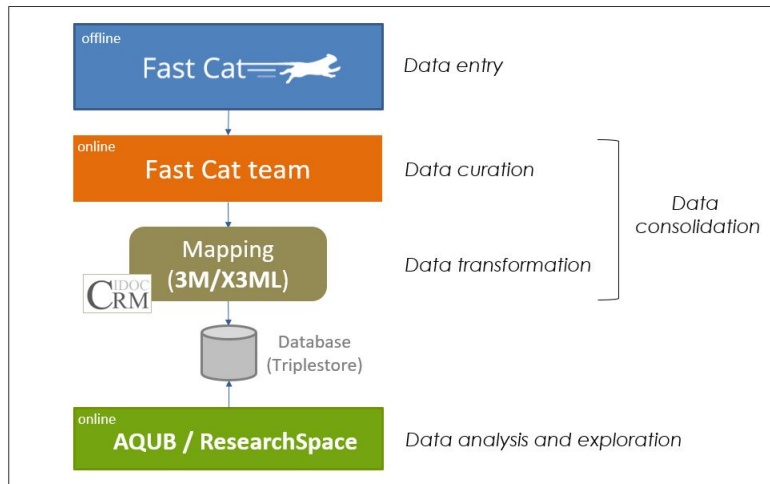 offline
Fast Cat
Data entry
online
Fast Cat team
Data curation
Mapping
(3M/X3ML)
Data transformation
Data
consolidation
CIDOC
CRM
Database
(Triplestore)
online
AQUB / ResearchSpace
Data analysis and exploration